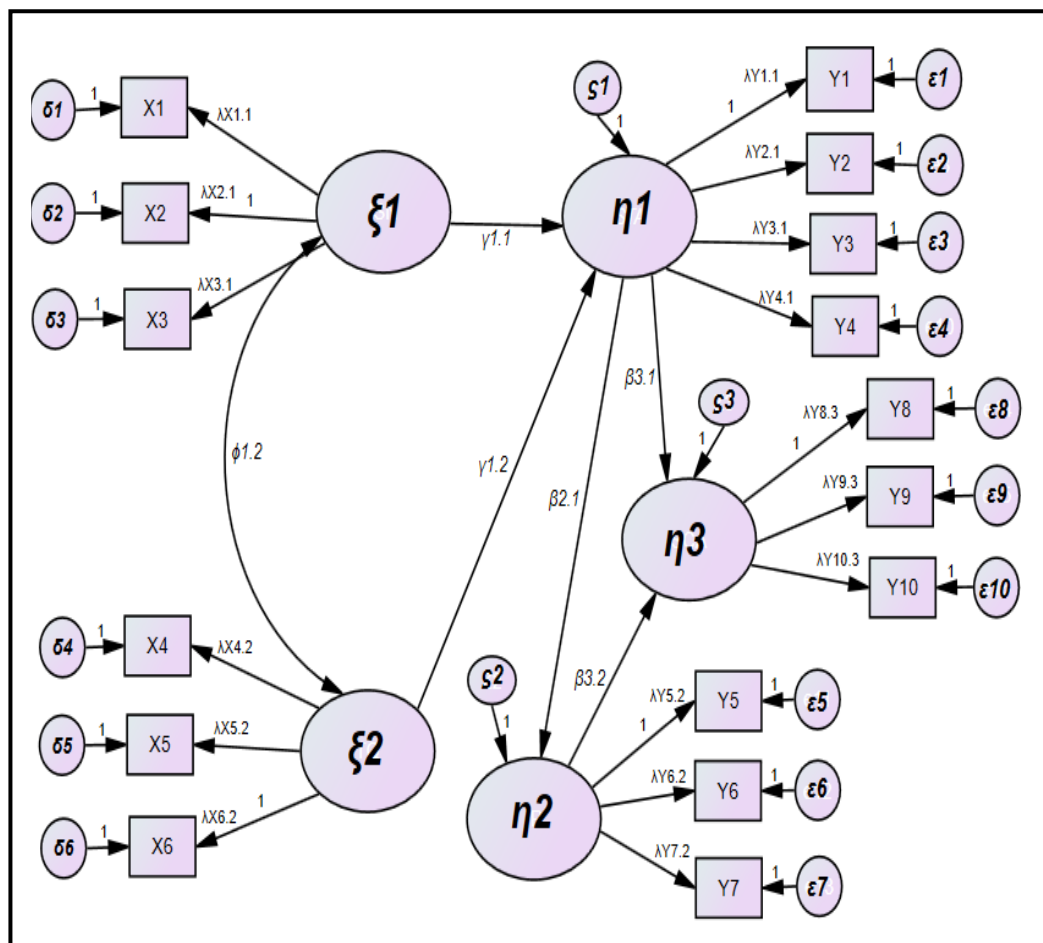 δ1
1
X1
λX1.1
δ2
1
X2
λX2.1
1
δ3
1
X3
λX3.1
ξ1
γ1.1
ϕ1.2
δ4
1
X4
λX4.2
δ5
1
X5
λX5.2
δ6
1
X6
λX6.2
1
ξ2
γ1.2
ς1
1
η1
λY1.1
1
Y1
1
ε1
λY2.1
Y2
1
ε2
λY3.1
Y3
1
ε3
λY4.1
Y4
1
ε4
β3.1
β2.1
ς3
1
η3
λY8.3
1
Y8
1
ε8
λY9.3
Y9
1
ε9
λY10.3
Y10
1
ε10
β3.2
ς2
1
η2
λY5.2
1
Y5
1
ε5
λY6.2
Y6
1
ε6
λY7.2
Y7
1
ε7